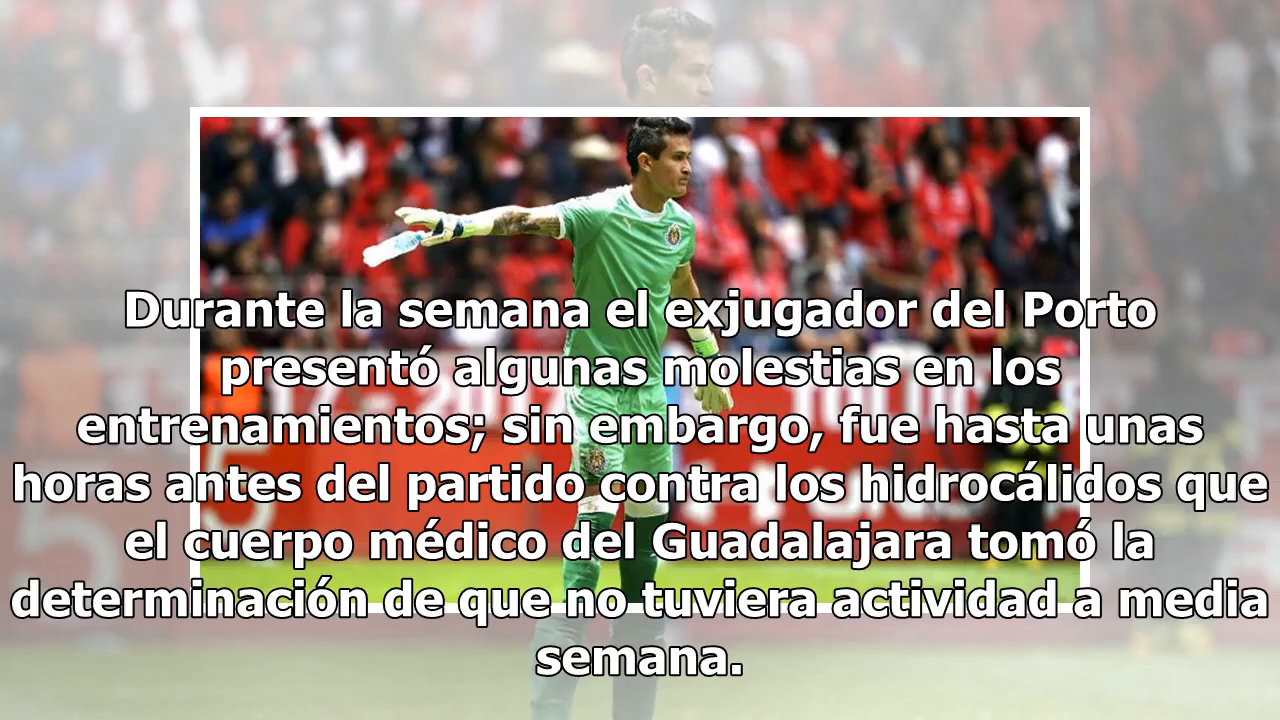 Durante la semana el exjugador del Porto
presentó algunas molestias en los
entrenamientos; sin embargo, fue hasta unas
horas antes del partido contra los hidrocálidos que
el cuerpo médico del Guadalajara tomó la
determinación de que no tuviera actividad a media
semana.